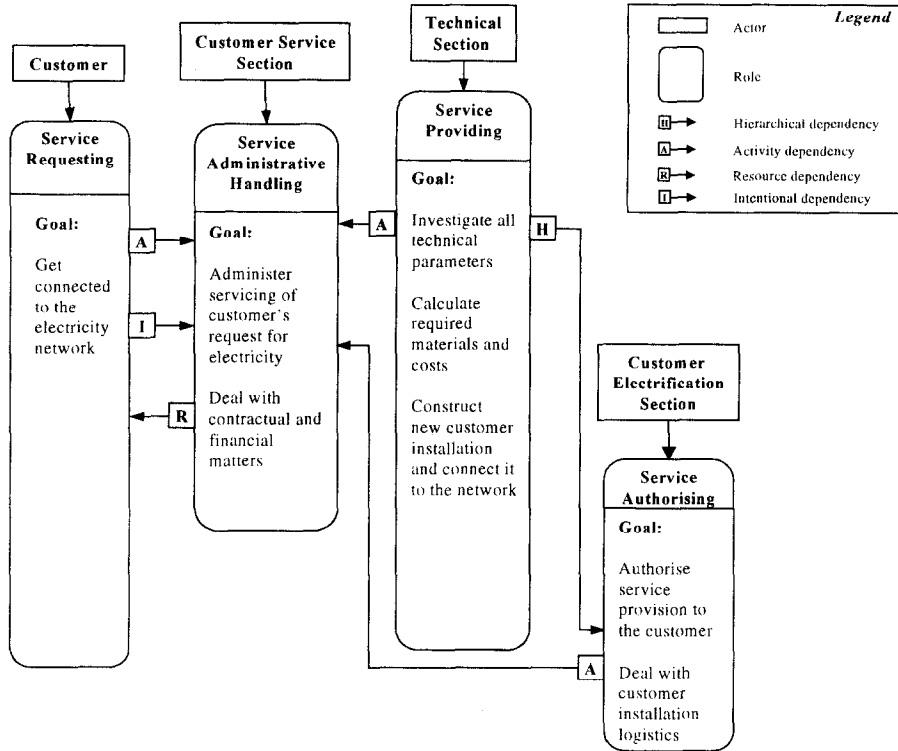 Customer
Customer Service
Section
Technical
Section
Legend
Actor
Role
H Hierarchical dependency
A Activity dependency
R Resource dependency
I Intentional dependency
Service
Requesting
Goal:
Get
connected
to the
electricity
network
A
I
R
Service
Administrative
Handling
Goal:
Administer
servicing of
customer's
request for
electricity
Deal with
contractual and
financial
matters
A
Service
Providing
Goal:
Investigate all
technical
parameters
Calculate
required
materials and
costs
Construct
new customer
installation
and connect it
to the network
H
Customer
Electrification
Section
Service
Authorising
Goal:
Authorise
service
provision to
the customer
Deal with
customer
installation
logistics
A